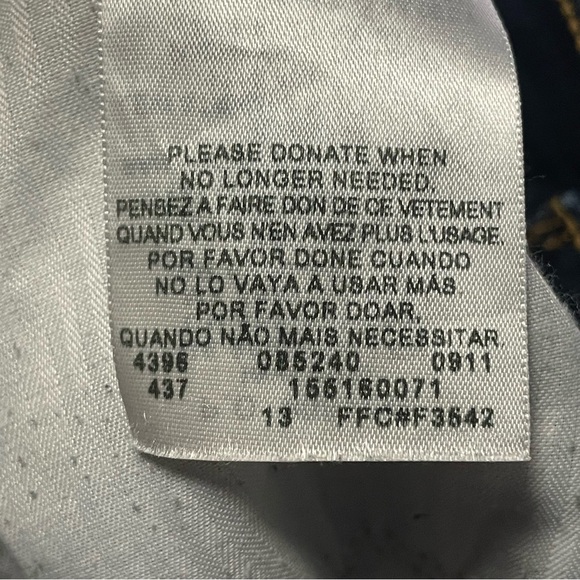 PLEASE DONATE WHEN
NO LONGER NEEDED.
PENSEZ A FAIRE DON DE CE VETEMENT
QUAND VOUS N'EN AVEZ PLUS L'USAGE.
POR FAVOR DONE CUANDO
NO LO VAYA A USAR MÁS
POR FAVOR DOAR,
QUANDO NÃO MAIS NECESSITAR
4396 085240 0911
437 155160071
13 FFC#F3542